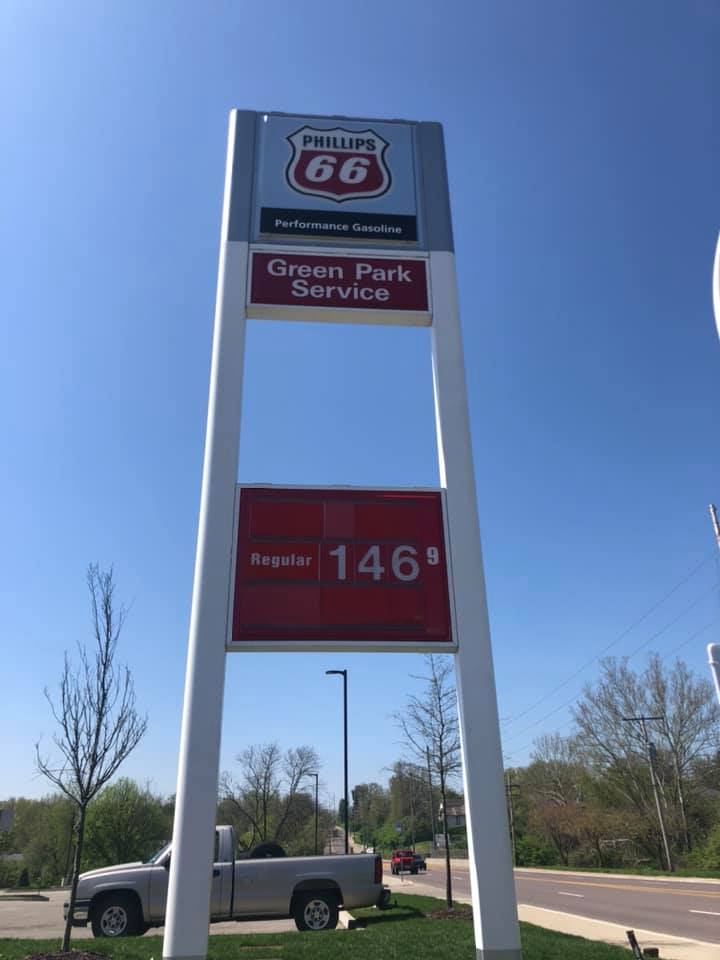 PHILLIPS
66
Performance Gasoline
Green Park
Service
Regular 146 9